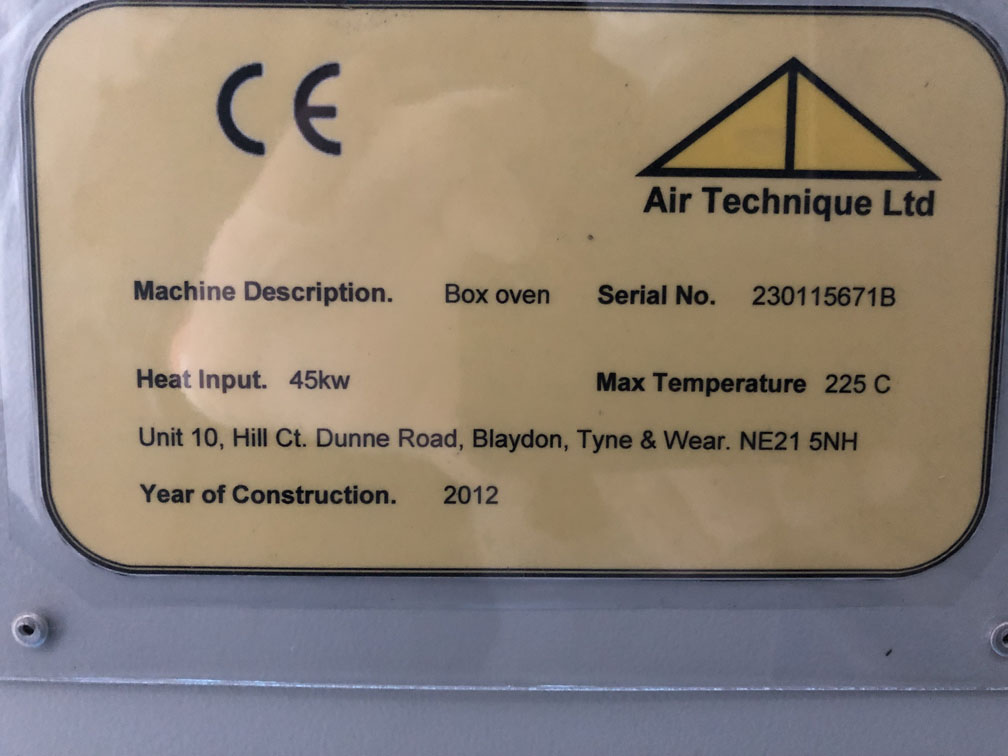 CE
Air Technique Ltd
Machine Description. Box oven Serial No. 230115671B
Heat Input. 45kw Max Temperature 225 C
Unit 10, Hill Ct. Dunne Road, Blaydon, Tyne & Wear. NE21 5NH
Year of Construction. 2012